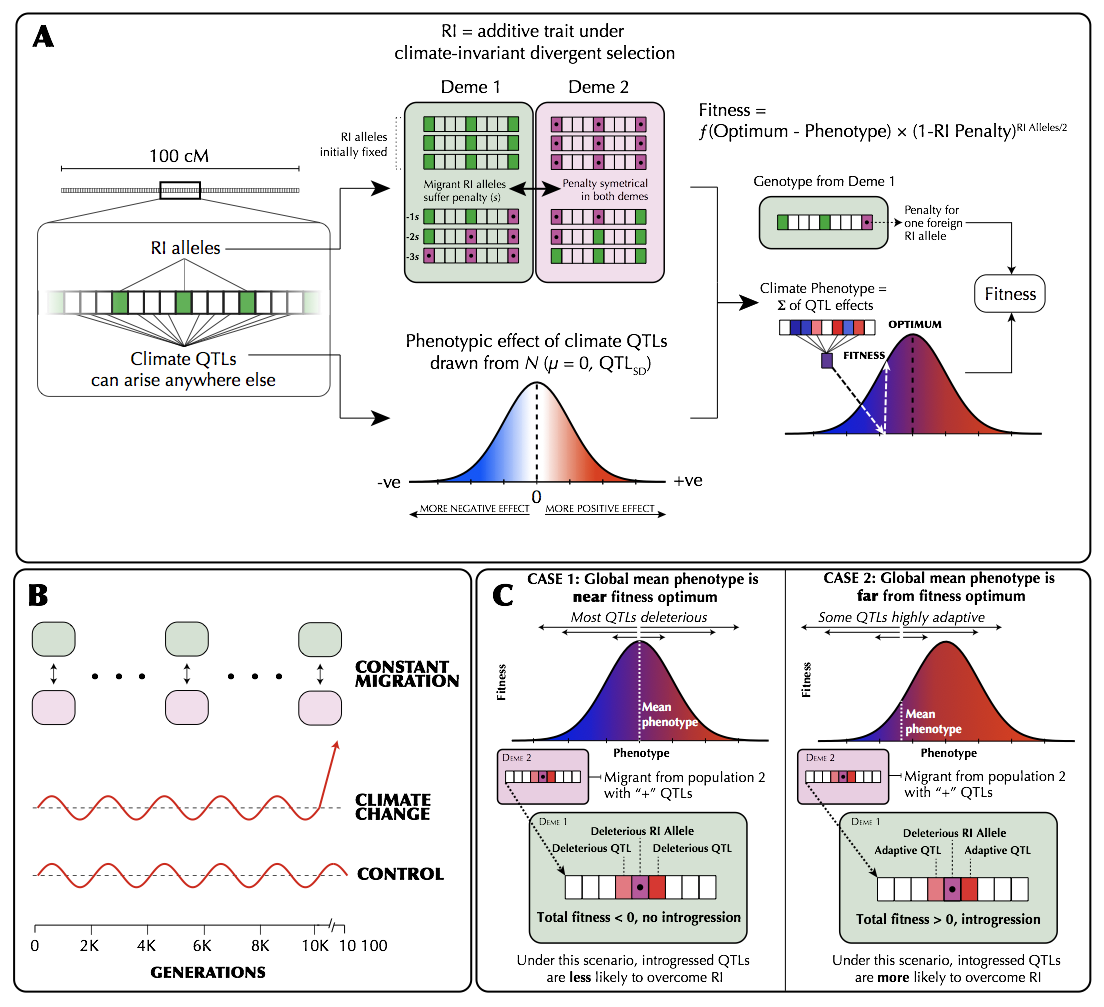 A
RI = additive trait under
climate-invariant divergent selection
Deme 1
Deme 2
RI alleles
initially fixed
Migrant RI alleles
suffer penalty (s)
Penalty symetrical
in both demes
-1s
-2s
-3s
100 cM
RI alleles
Climate QTLs
can arise anywhere else
Phenotypic effect of climate QTLs
drawn from N (μ = 0, QTLSD)
-ve
+ve
0
MORE NEGATIVE EFFECT
MORE POSITIVE EFFECT
Fitness =
f(Optimum - Phenotype) × (1-RI Penalty)RI Alleles/2
Genotype from Deme 1
Penalty for
one foreign
RI allele
Climate Phenotype =
Σ of QTL effects
OPTIMUM
FITNESS
Fitness
B
CONSTANT
MIGRATION
CLIMATE
CHANGE
CONTROL
0 2K 4K 6K 8K 10K 10 100
GENERATIONS
C
CASE 1: Global mean phenotype is
near fitness optimum
Most QTLs deleterious
Fitness
Mean
phenotype
Phenotype
DEME 2
Migrant from population 2
with “+” QTLs
DEME 1
Deleterious RI Allele
Deleterious QTL
Deleterious QTL
Total fitness < 0, no introgression
Under this scenario, introgressed QTLs
are less likely to overcome RI
CASE 2: Global mean phenotype is
far from fitness optimum
Some QTLs highly adaptive
Fitness
Mean
phenotype
Phenotype
DEME 2
Migrant from population 2
with “+” QTLs
DEME 1
Deleterious RI Allele
Adaptive QTL
Adaptive QTL
Total fitness > 0, introgression
Under this scenario, intogressed QTLs
are more likely to overcome RI